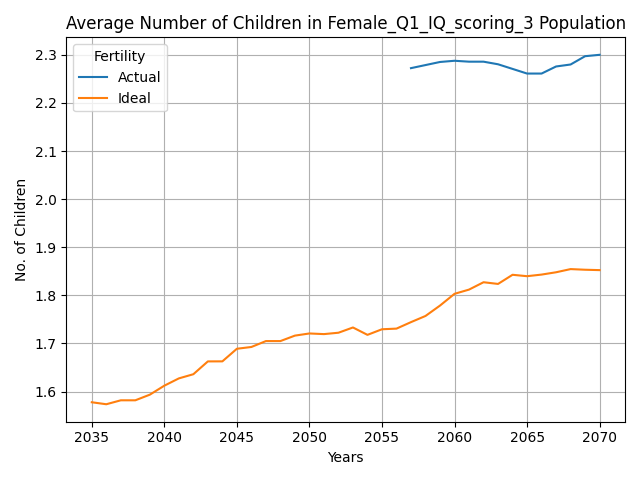 Average Number of Children in Female_Q1_IQ_scoring_3 Population
Fertility
Actual
Ideal
2.3
2.2
2.1
2.0
1.9
1.8
1.7
1.6
No. of Children
2035 2040 2045 2050 2055 2060 2065 2070
Years